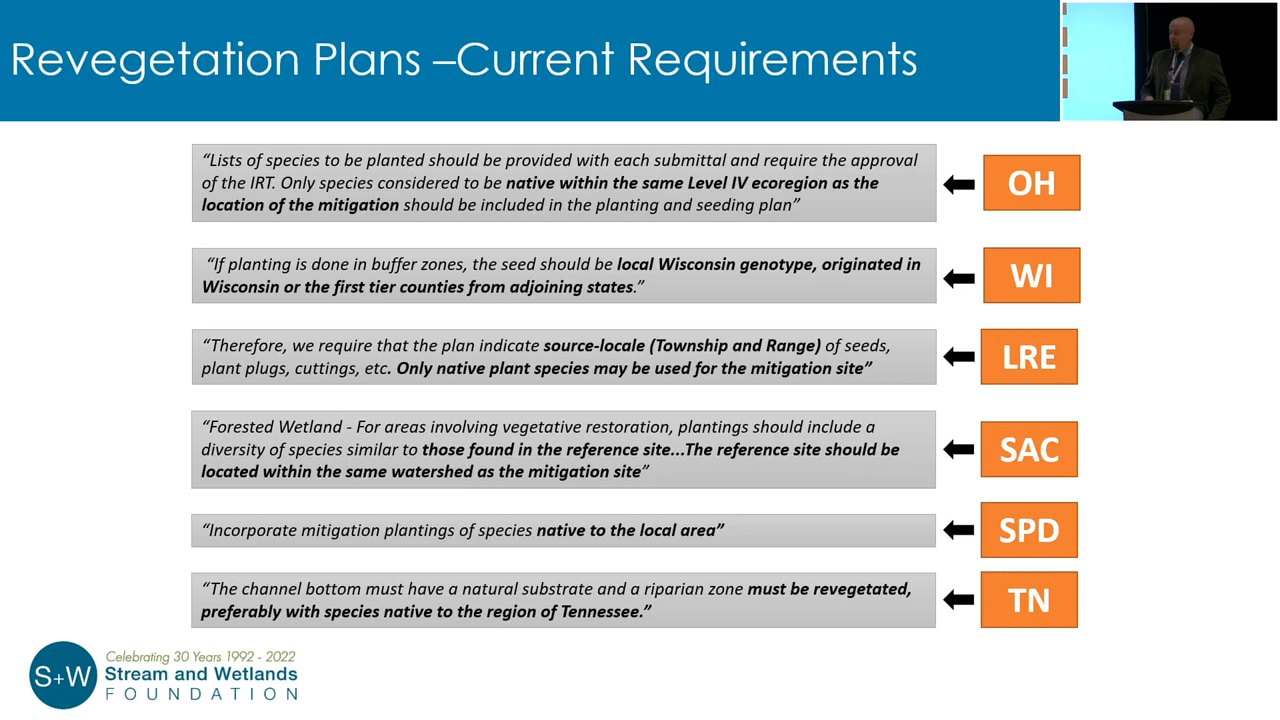 Revegetation Plans –Current Requirements
“Lists of species to be planted should be provided with each submittal and require the approval
of the IRT. Only species considered to be native within the same Level IV ecoregion as the
location of the mitigation should be included in the planting and seeding plan”
OH
“If planting is done in buffer zones, the seed should be local Wisconsin genotype, originated in
Wisconsin or the first tier counties from adjoining states.”
WI
“Therefore, we require that the plan indicate source-locale (Township and Range) of seeds,
plant plugs, cuttings, etc. Only native plant species may be used for the mitigation site”
LRE
“Forested Wetland - For areas involving vegetative restoration, plantings should include a
diversity of species similar to those found in the reference site...The reference site should be
located within the same watershed as the mitigation site”
SAC
“Incorporate mitigation plantings of species native to the local area”
SPD
“The channel bottom must have a natural substrate and a riparian zone must be revegetated,
preferably with species native to the region of Tennessee.”
TN
S+W
Celebrating 30 Years 1992 - 2022
Stream and Wetlands
FOUNDATION